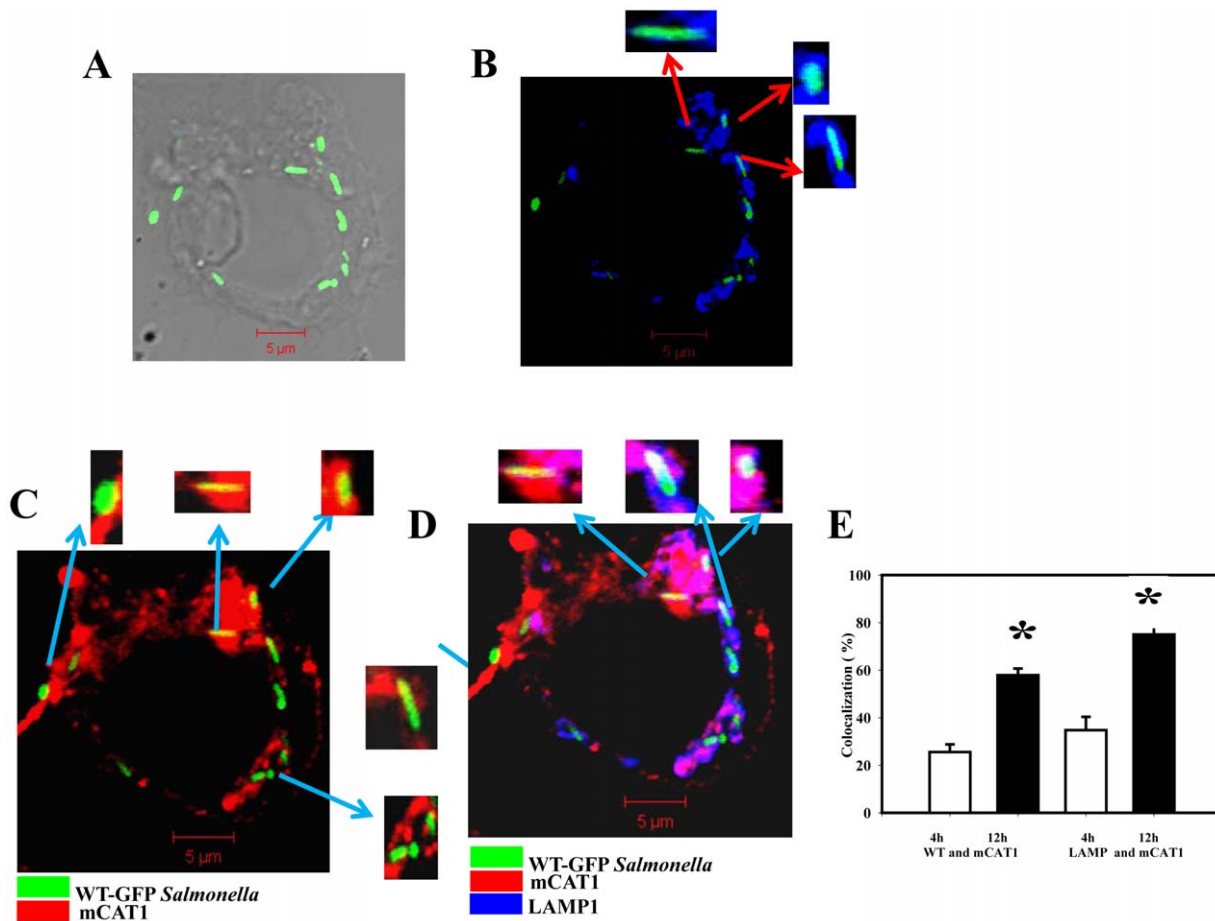 A
B
5 µm
5 µm
C
D
E
5 µm
5 µm
WT-GFP Salmonella
mCAT1
WT-GFP Salmonella
mCAT1
LAMP1
Colocalization ( %)
100
80
60
40
20
0
*
*
4h 12h 4h 12h
WT and mCAT1 LAMP and mCAT1